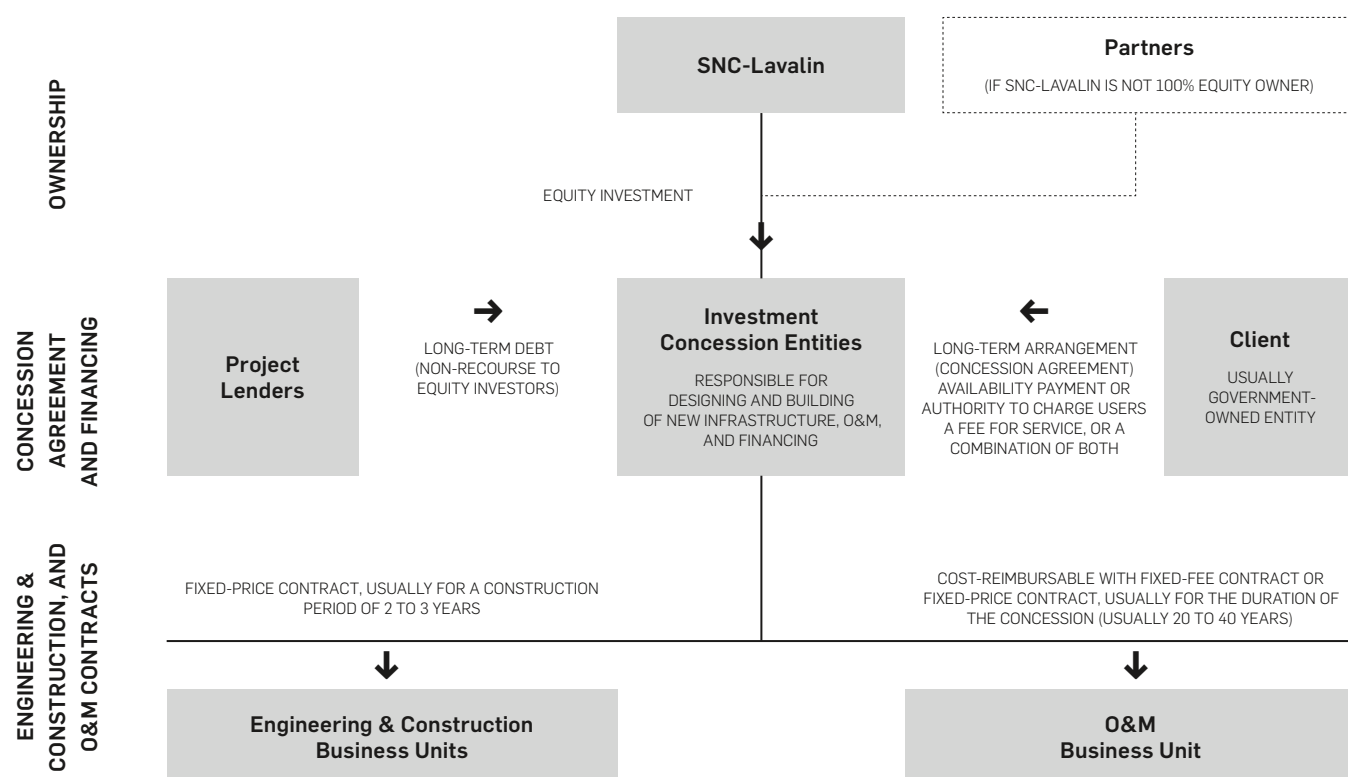 OWNERSHIP
SNC-Lavalin
Partners
(IF SNC-LAVALIN IS NOT 100% EQUITY OWNER)
EQUITY INVESTMENT
CONCESSION
AGREEMENT
AND FINANCING
Project
Lenders
LONG-TERM DEBT
(NON-RECOURSE TO
EQUITY INVESTORS)
Investment
Concession Entities
RESPONSIBLE FOR
DESIGNING AND BUILDING
OF NEW INFRASTRUCTURE, O&M,
AND FINANCING
LONG-TERM ARRANGEMENT
(CONCESSION AGREEMENT)
AVAILABILITY PAYMENT OR
AUTHORITY TO CHARGE USERS
A FEE FOR SERVICE, OR A
COMBINATION OF BOTH
Client
USUALLY
GOVERNMENT-
OWNED ENTITY
ENGINEERING &
CONSTRUCTION, AND
O&M CONTRACTS
FIXED-PRICE CONTRACT, USUALLY FOR A CONSTRUCTION
PERIOD OF 2 TO 3 YEARS
COST-REIMBURSABLE WITH FIXED-FEE CONTRACT OR
FIXED-PRICE CONTRACT, USUALLY FOR THE DURATION OF
THE CONCESSION (USUALLY 20 TO 40 YEARS)
Engineering & Construction
Business Units
O&M
Business Unit